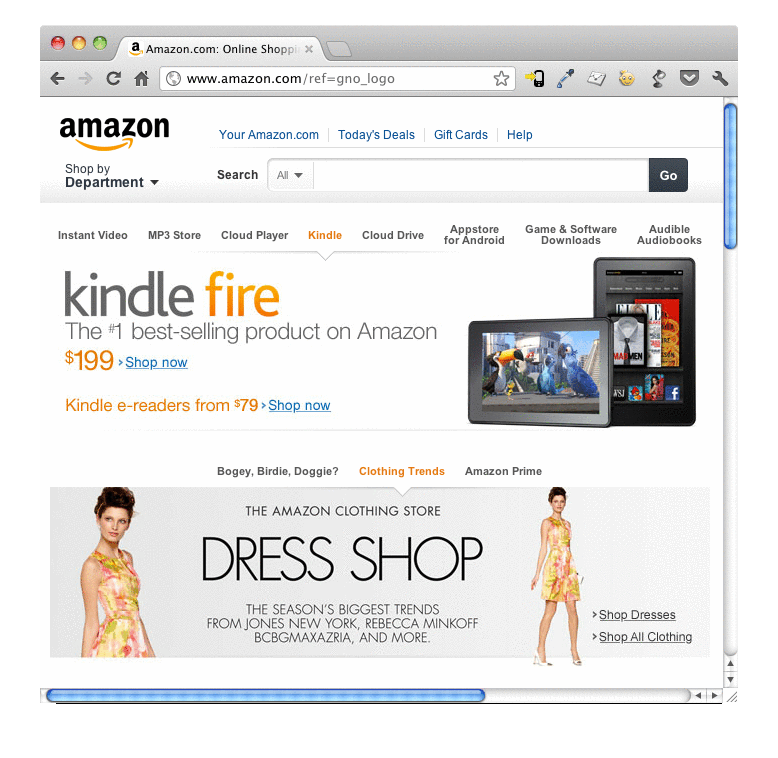 Amazon.com: Online Shoppi
www.amazon.com/ref=gno_logo
amazon
Your Amazon.com Today's Deals Gift Cards Help
Shop by
Department
Search All Go
Instant Video MP3 Store Cloud Player Kindle Cloud Drive Appstore for Android Game & Software Downloads Audible Audiobooks
kindle fire
The #1 best-selling product on Amazon
$199 › Shop now
Kindle e-readers from $79 › Shop now
ELLE
MAD MEN
WSJ
Bogey, Birdie, Doggie? Clothing Trends Amazon Prime
THE AMAZON CLOTHING STORE
DRESS SHOP
THE SEASON'S BIGGEST TRENDS
FROM JONES NEW YORK, REBECCA MINKOFF
BCBGMAXAZRIA, AND MORE.
› Shop Dresses
› Shop All Clothing